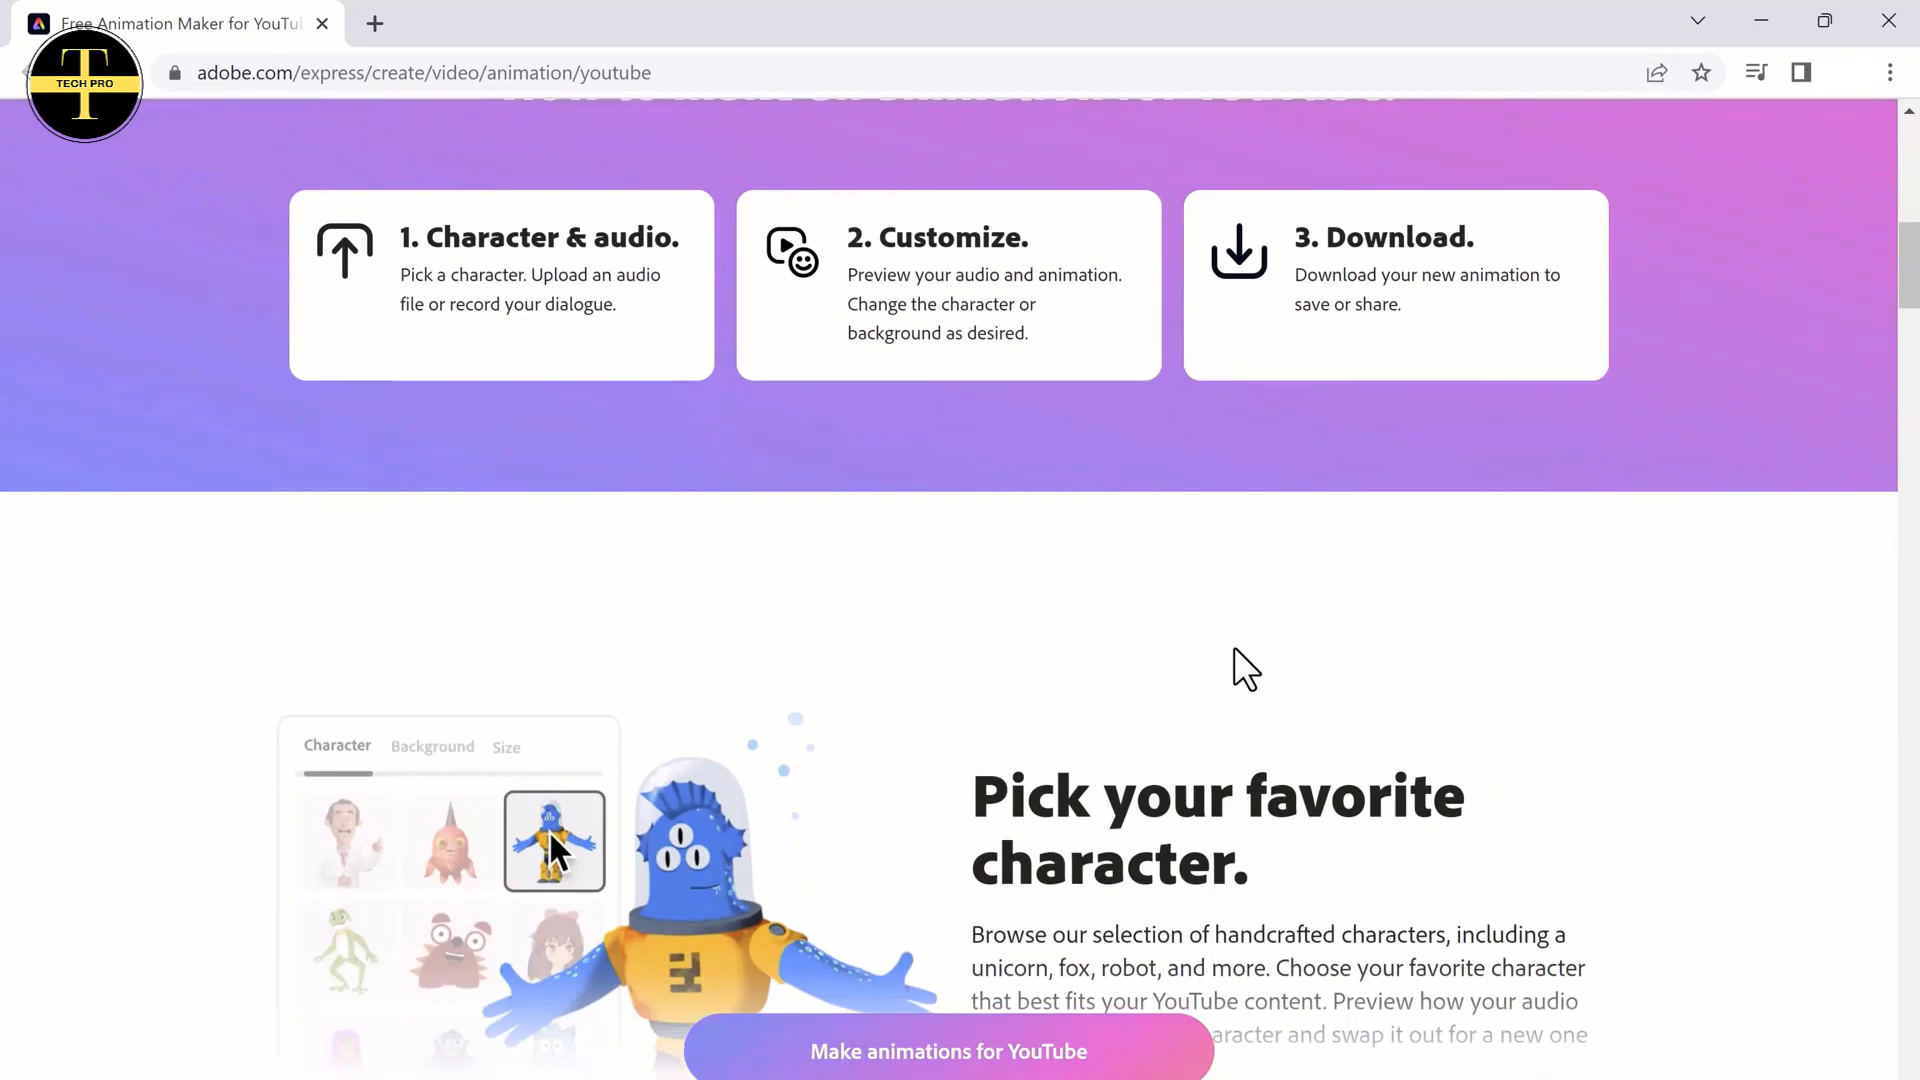 Free Animation Maker for YouTu
TECH PRO
adobe.com/express/create/video/animation/youtube
1. Character & audio.
Pick a character. Upload an audio
file or record your dialogue.
2. Customize.
Preview your audio and animation.
Change the character or
background as desired.
3. Download.
Download your new animation to
save or share.
Character Background Size
Pick your favorite
character.
Browse our selection of handcrafted characters, including a
unicorn, fox, robot, and more. Choose your favorite character
that best fits your YouTube content. Preview how your audio
aracter and swap it out for a new one
Make animations for YouTube